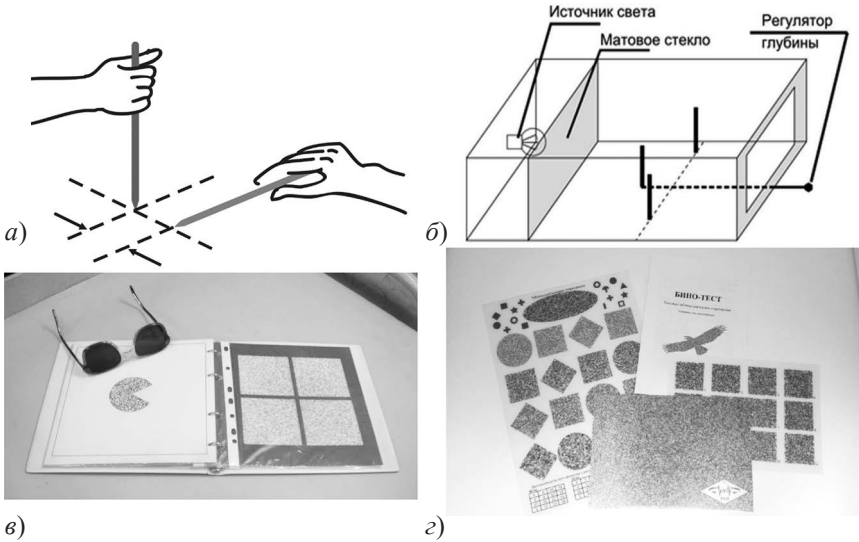 Источник света
Матовое стекло
Регулятор
глубины
а)
б)
БИНО-ТЕСТ
в)
г)